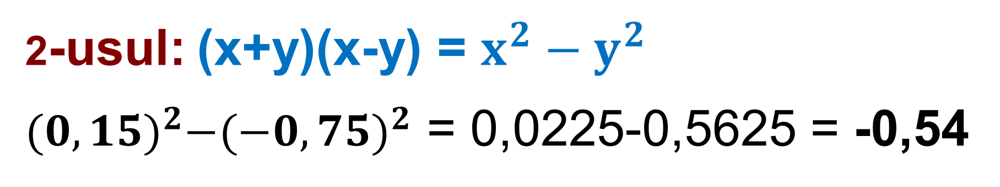 2-usul: (x+y)(x-y) = x² − y²
(0,15)²−(−0,75)² = 0,0225-0,5625 = -0,54